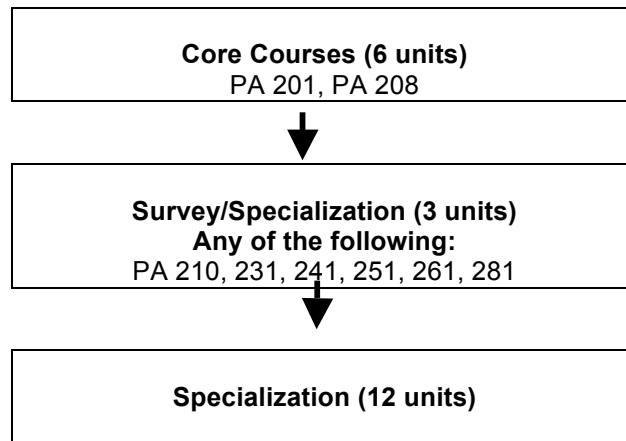 Core Courses (6 units)
PA 201, PA 208
Survey/Specialization (3 units)
Any of the following:
PA 210, 231, 241, 251, 261, 281
Specialization (12 units)